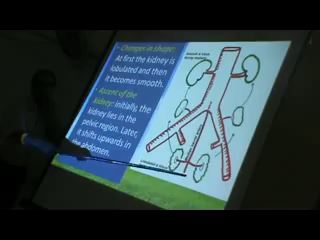 - Changes in shape:
At first the kidney is
lobulated and then
it becomes smooth.
- Ascent of the
kidney: initially, the
kidney lies in the
pelvic region. Later,
it shifts upwards in
the abdomen.